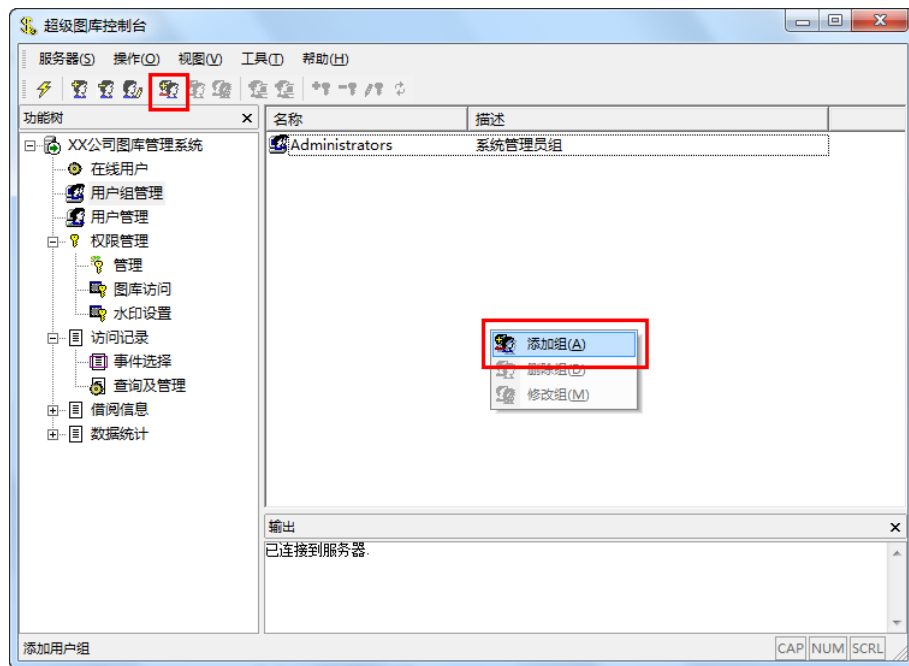 超级图库控制台
服务器(S) 操作(O) 视图(V) 工具(T) 帮助(H)
功能树
名称 描述
XX公司图库管理系统
Administrators 系统管理员组
在线用户
用户组管理
用户管理
权限管理
管理
图库访问
水印设置
访问记录
事件选择
查询及管理
借阅信息
数据统计
添加组(A)
删除组(D)
修改组(M)
输出
已连接到服务器.
添加用户组
CAP NUM SCRL